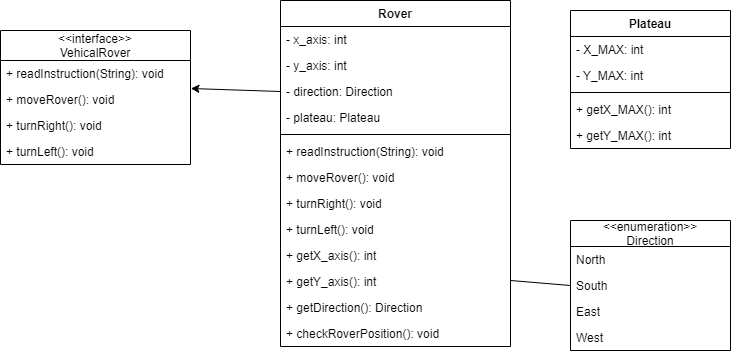 <<interface>>
VehicalRover
+ readInstruction(String): void
+ moveRover(): void
+ turnRight(): void
+ turnLeft(): void
Rover
- x_axis: int
- y_axis: int
- direction: Direction
- plateau: Plateau
+ readInstruction(String): void
+ moveRover(): void
+ turnRight(): void
+ turnLeft(): void
+ getX_axis(): int
+ getY_axis(): int
+ getDirection(): Direction
+ checkRoverPosition(): void
Plateau
- X_MAX: int
- Y_MAX: int
+ getX_MAX(): int
+ getY_MAX(): int
<<enumeration>>
Direction
North
South
East
West